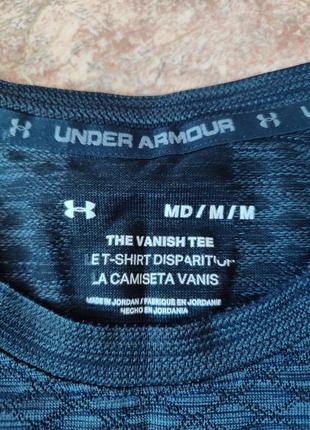 UNDER ARMOUR
MD / M / M
THE VANISH TEE
LE T-SHIRT DISPARITION
LA CAMISETA VANIS
MADE IN JORDAN / FABRIQUÉ EN JORDANIE
HECHO EN JORDANIA